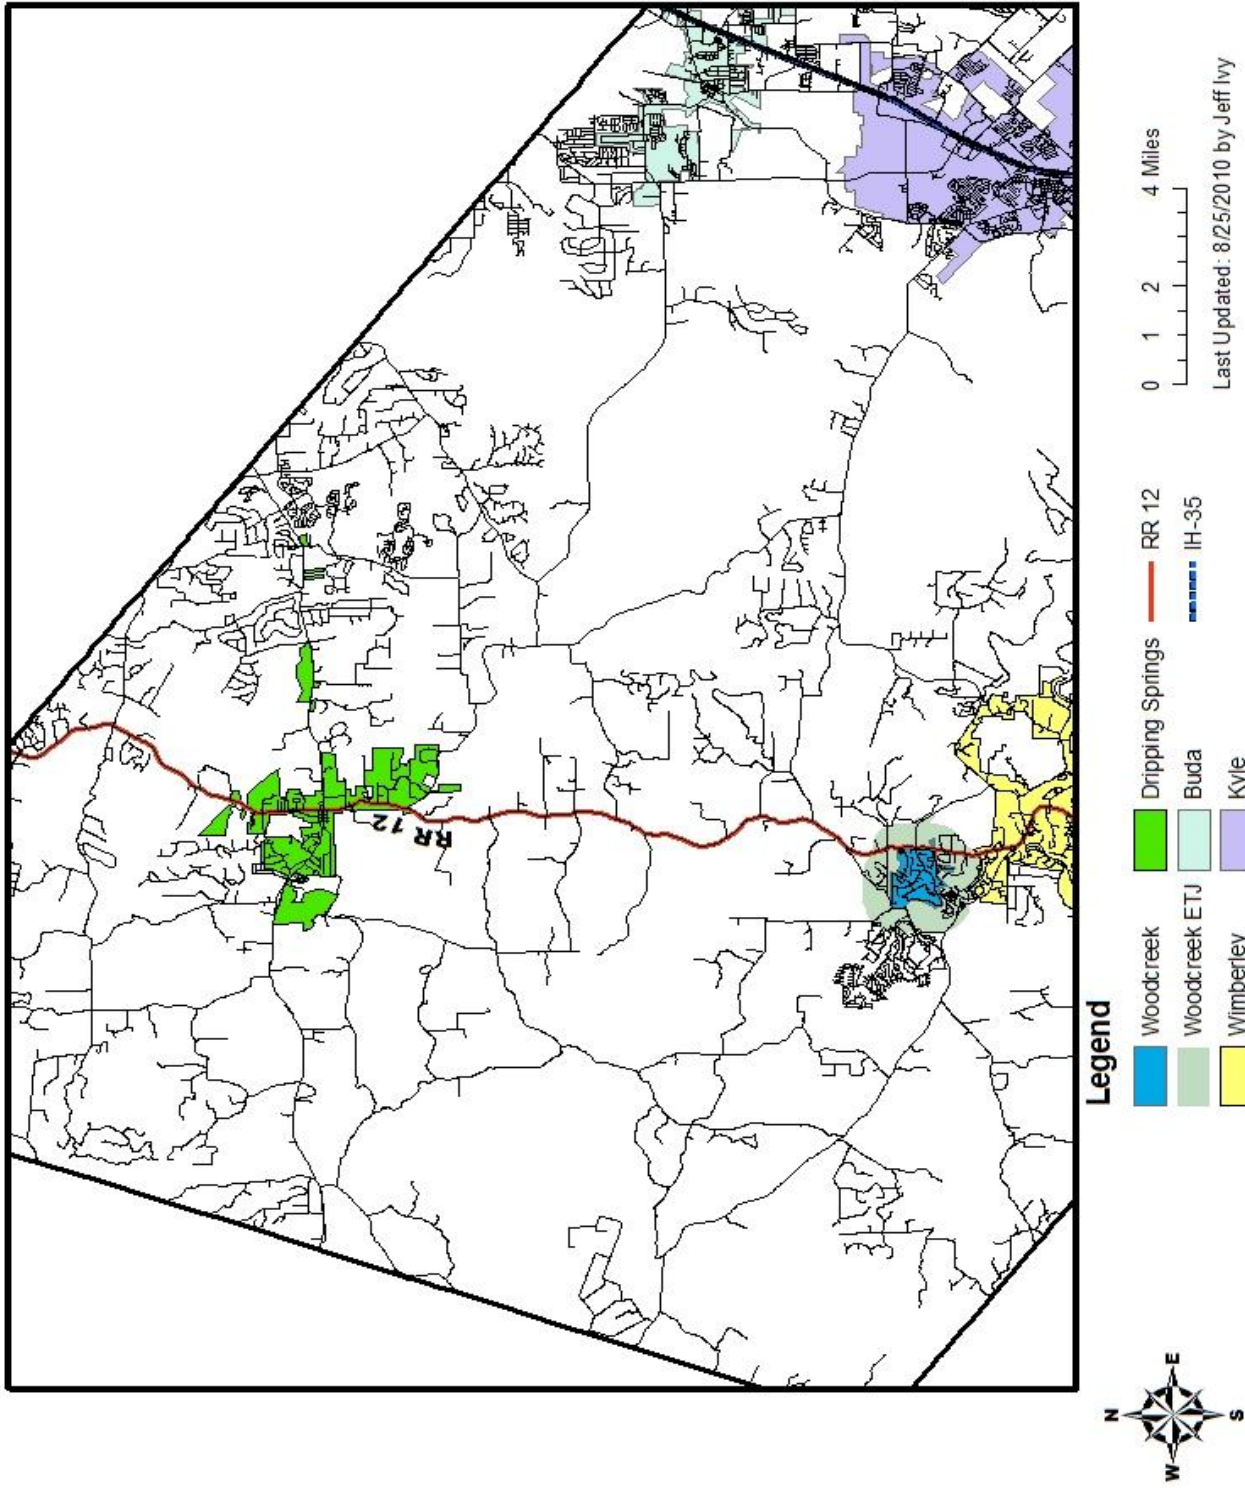 RR 12
Legend
Woodcreek
Woodcreek ETJ
Wimberley
Dripping Springs
Buda
Kyle
RR 12
IH-35
0 1 2 4 Miles
Last Updated: 8/25/2010 by Jeff Ivy
N
W E
S